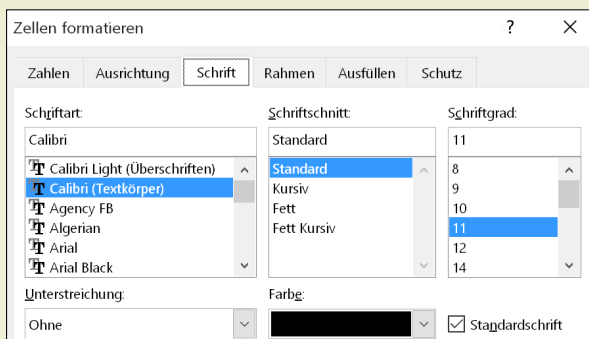 Zellen formatieren ? ×
Zahlen Ausrichtung Schrift Rahmen Ausfüllen Schutz
Schriftart: Schriftschnitt: Schriftgrad:
Calibri Standard 11
Calibri Light (Überschriften) Standard 8
Calibri (Textkörper) Kursiv 9
Agency FB Fett 10
Algerian Fett Kursiv 11
Arial 12
Arial Black 14
Unterstreichung: Farbe:
Ohne Standardschrift